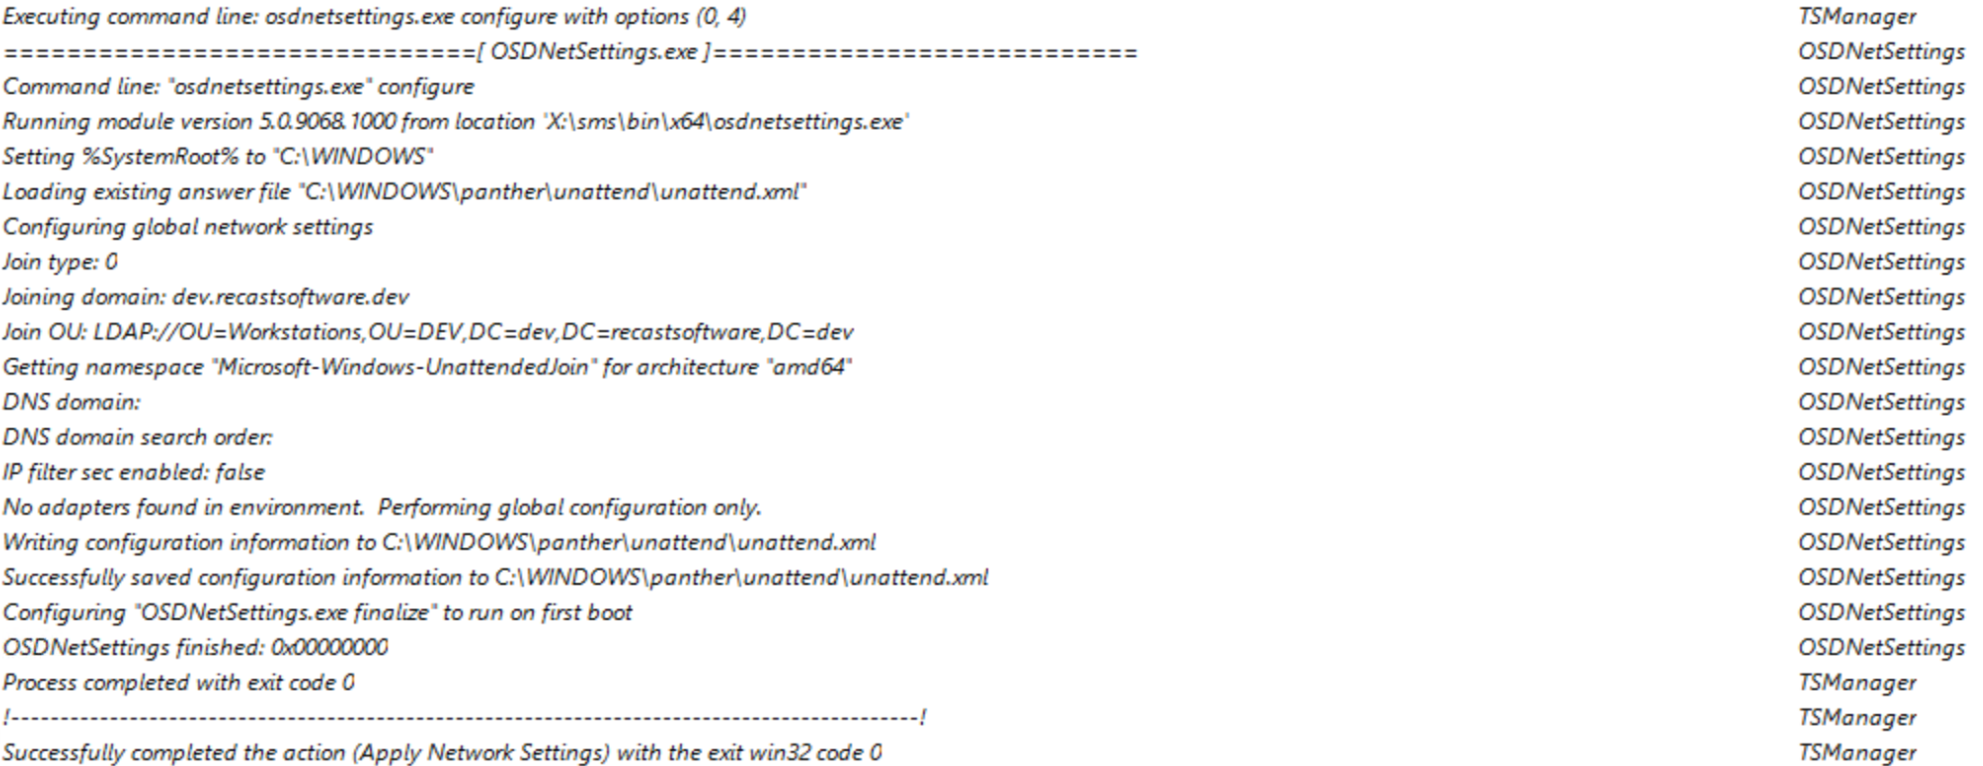 Executing command line: osdnetsettings.exe configure with options (0, 4) TSManager
==============================[ OSDNetSettings.exe ]=========================== OSDNetSettings
Command line: "osdnetsettings.exe" configure OSDNetSettings
Running module version 5.0.9068.1000 from location 'X:\sms\bin\x64\osdnetsettings.exe' OSDNetSettings
Setting %SystemRoot% to "C:\WINDOWS" OSDNetSettings
Loading existing answer file "C:\WINDOWS\panther\unattend\unattend.xml" OSDNetSettings
Configuring global network settings OSDNetSettings
Join type: 0 OSDNetSettings
Joining domain: dev.recastsoftware.dev OSDNetSettings
Join OU: LDAP://OU=Workstations,OU=DEV,DC=dev,DC=recastsoftware,DC=dev OSDNetSettings
Getting namespace "Microsoft-Windows-UnattendedJoin" for architecture "amd64" OSDNetSettings
DNS domain: OSDNetSettings
DNS domain search order: OSDNetSettings
IP filter sec enabled: false OSDNetSettings
No adapters found in environment.  Performing global configuration only. OSDNetSettings
Writing configuration information to C:\WINDOWS\panther\unattend\unattend.xml OSDNetSettings
Successfully saved configuration information to C:\WINDOWS\panther\unattend\unattend.xml OSDNetSettings
Configuring "OSDNetSettings.exe finalize" to run on first boot OSDNetSettings
OSDNetSettings finished: 0x00000000 OSDNetSettings
Process completed with exit code 0 TSManager
!--------------------------------------------------------------------------------------------! TSManager
Successfully completed the action (Apply Network Settings) with the exit win32 code 0 TSManager